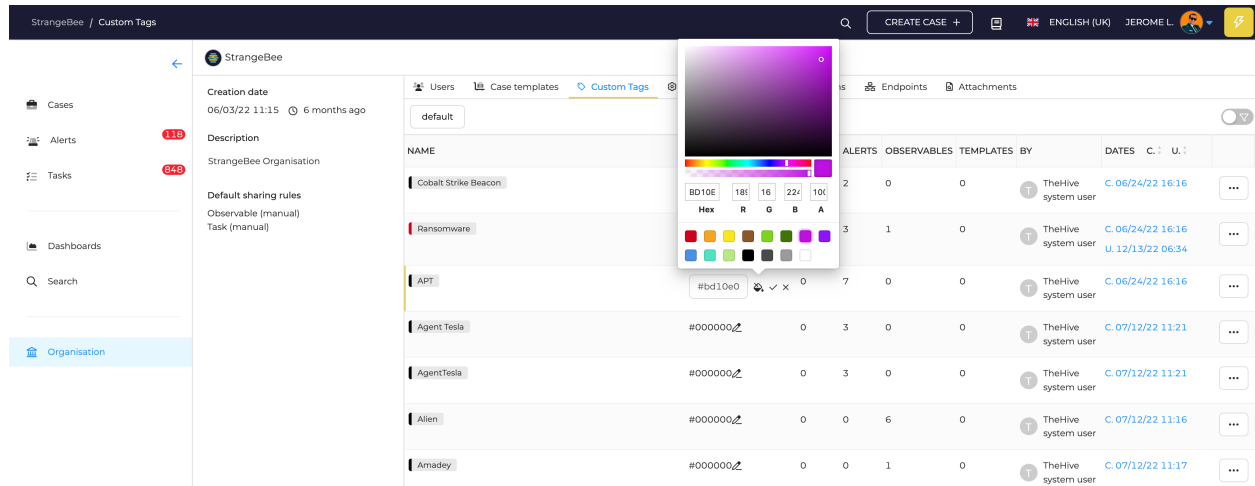 StrangeBee / Custom Tags
CREATE CASE +
ENGLISH (UK)
JEROME L.
StrangeBee
Cases
Alerts 118
Tasks 848
Dashboards
Search
Organisation
Creation date
06/03/22 11:15 6 months ago
Description
StrangeBee Organisation
Default sharing rules
Observable (manual)
Task (manual)
Users Case templates Custom Tags Endpoints Attachments
default
NAME ALERTS OBSERVABLES TEMPLATES BY DATES C. U.
BD10E 16 224 100
Hex R G B A
Cobalt Strike Beacon 2 0 0 T TheHive C. 06/24/22 16:16
system user
Ransomware 3 1 0 T TheHive C. 06/24/22 16:16
system user U. 12/13/22 06:34
APT #bd10e0 0 7 0 0 T TheHive C. 06/24/22 16:16
system user
Agent Tesla #000000 0 3 0 0 T TheHive C. 07/12/22 11:21
system user
AgentTesla #000000 0 3 0 0 T TheHive C. 07/12/22 11:21
system user
Alien #000000 0 0 6 0 T TheHive C. 07/12/22 11:16
system user
Amadey #000000 0 0 1 0 T TheHive C. 07/12/22 11:17
system user